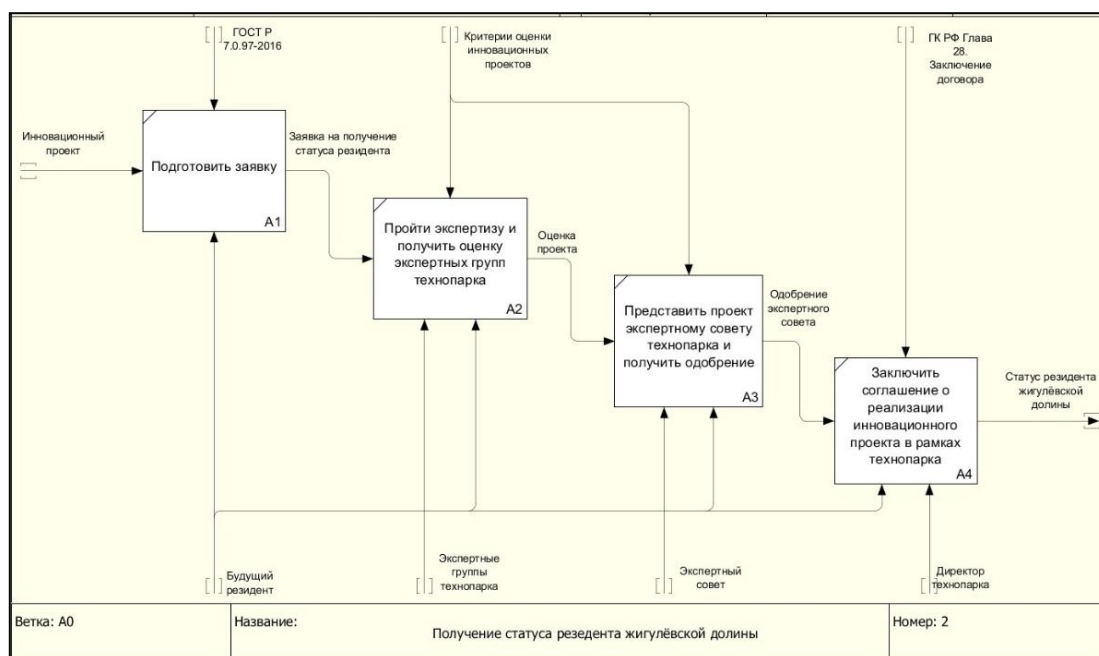 ГОСТ Р
7.0.97-2016
Критерии оценки
инновационных
проектов
ГК РФ Глава
28.
Заключение
договора
Инновационный
проект
Подготовить заявку
A1
Заявка на получение
статуса резидента
Пройти экспертизу и
получить оценку
экспертных групп
технопарка
A2
Оценка
проекта
Представить проект
экспертному совету
технопарка и
получить одобрение
A3
Одобрение
экспертного
совета
Заключить
соглашение о
реализации
инновационного
проекта в рамках
технопарка
A4
Статус резидента
жигулёвской
долины
Будущий
резидент
Экспертные
группы
технопарка
Экспертный
совет
Директор
технопарка
Ветка: A0
Название:
Получение статуса резедента жигулёвской долины
Номер: 2